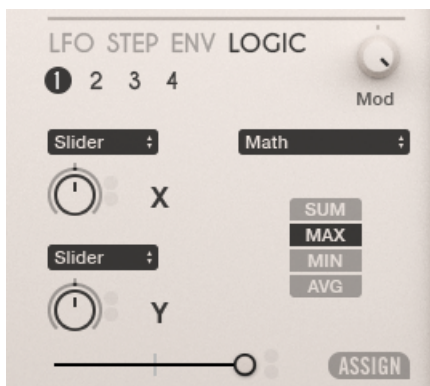 LFO STEP ENV LOGIC
1 2 3 4
Mod
Slider
Math
X
SUM
MAX
MIN
AVG
Slider
Y
ASSIGN